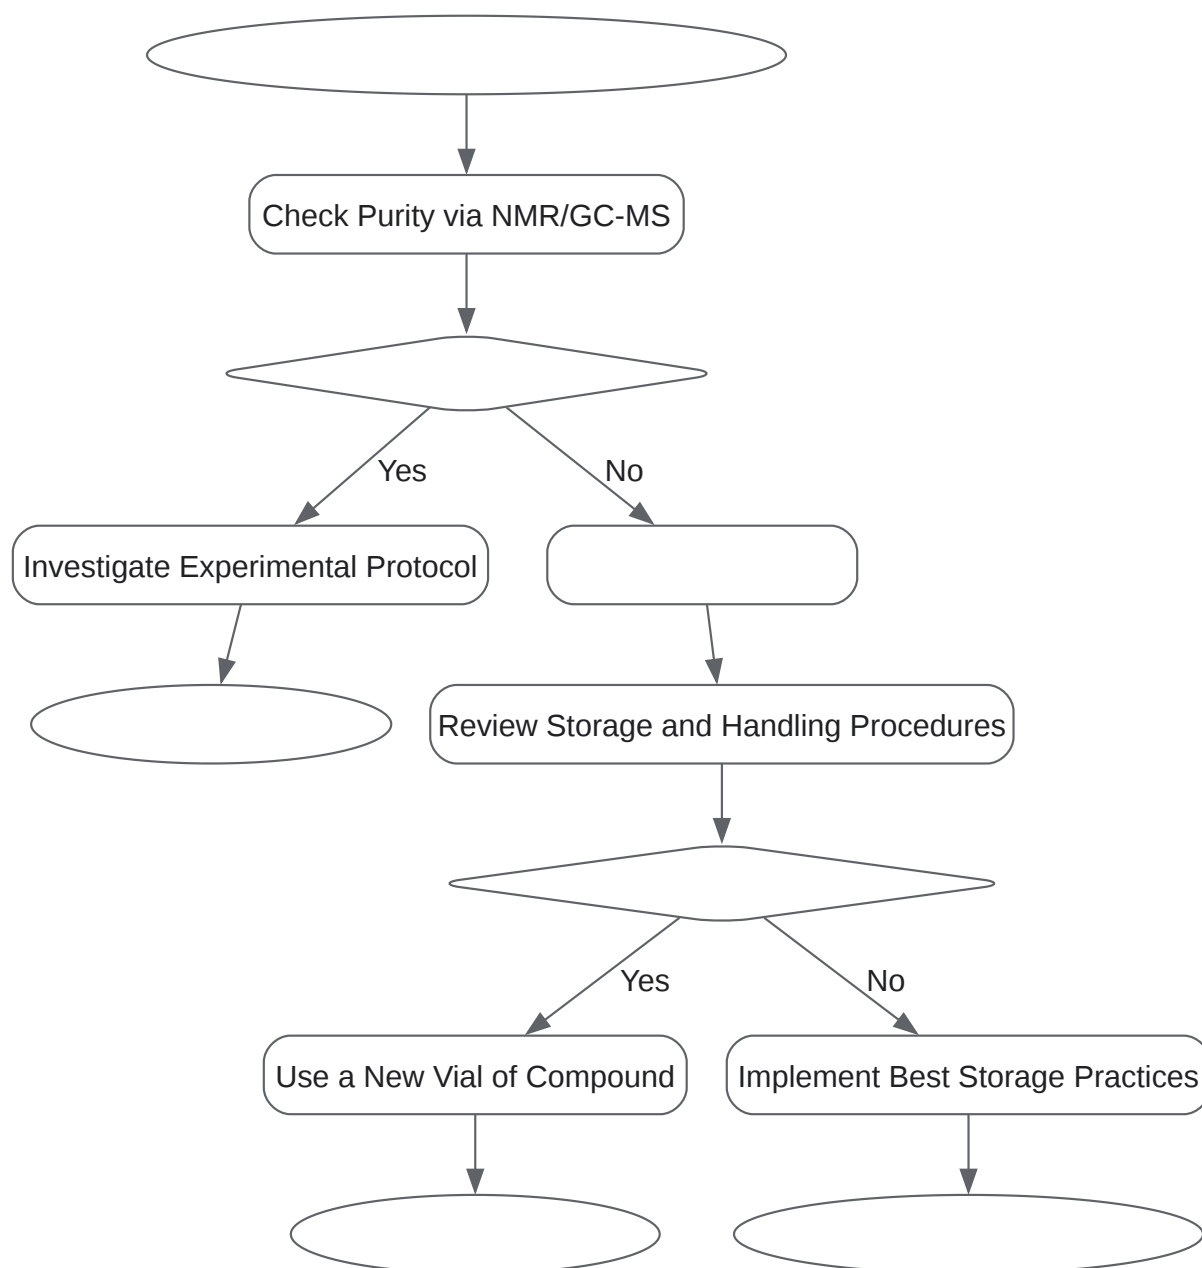 Check Purity via NMR/GC-MS
Yes
No
Investigate Experimental Protocol
Review Storage and Handling Procedures
Yes
No
Use a New Vial of Compound
Implement Best Storage Practices